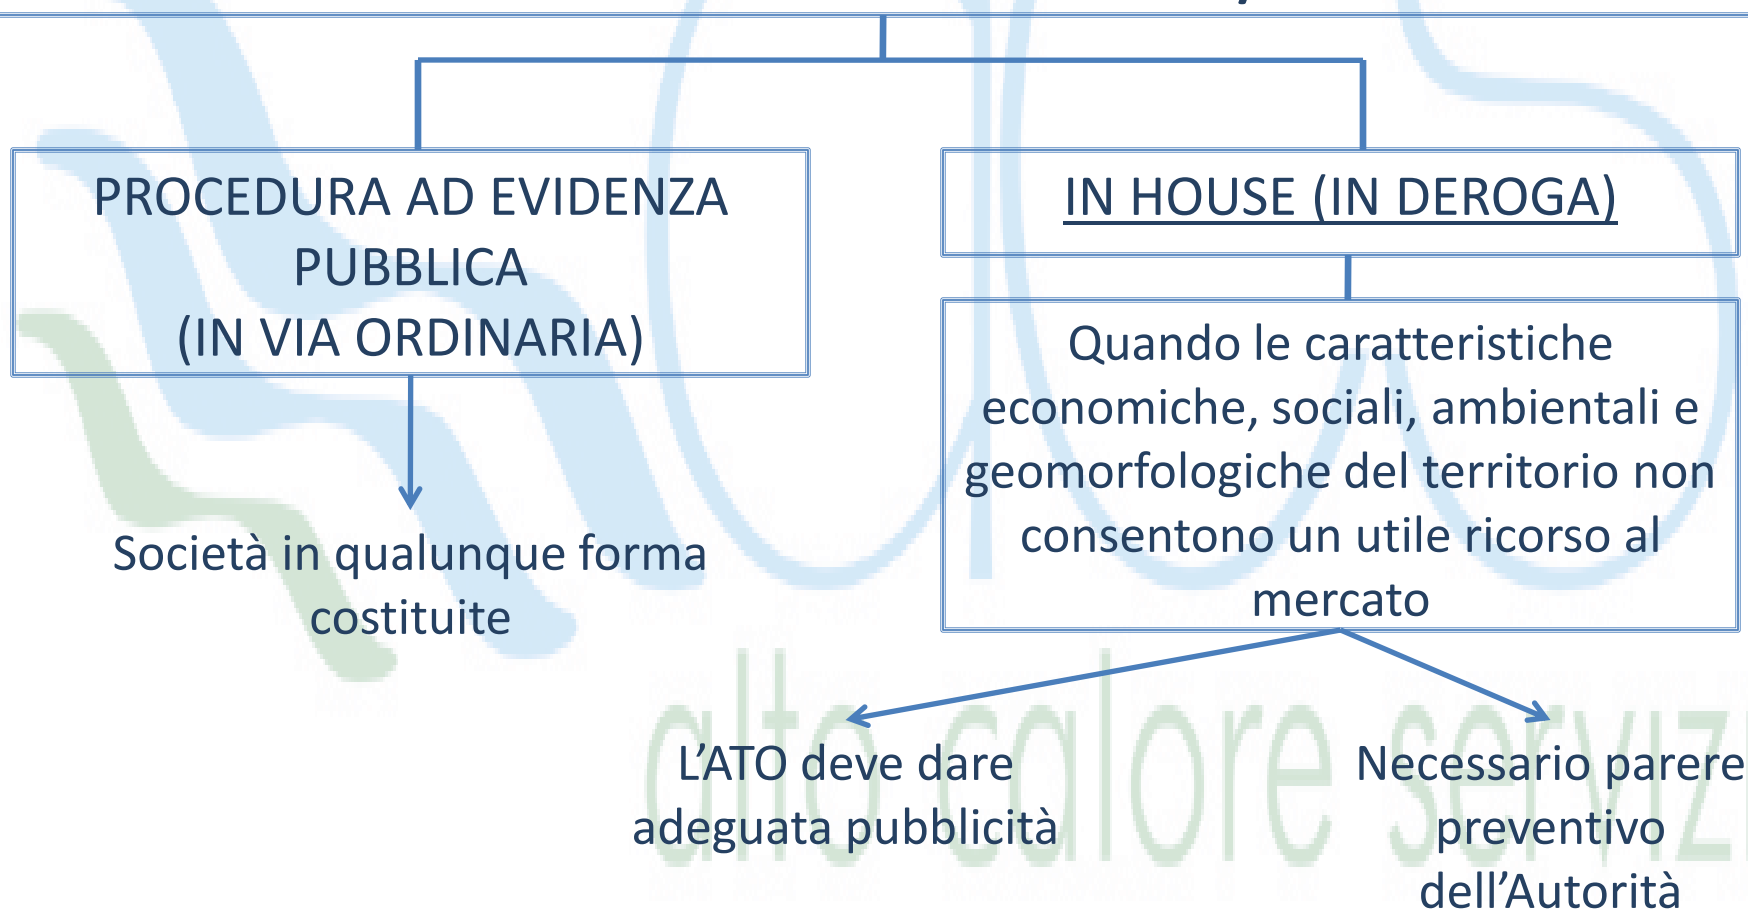 PROCEDURA AD EVIDENZA
PUBBLICA
(IN VIA ORDINARIA)
Società in qualunque forma
costituite
IN HOUSE (IN DEROGA)
Quando le caratteristiche
economiche, sociali, ambientali e
geomorfologiche del territorio non
consentono un utile ricorso al
mercato
L'ATO deve dare
adeguata pubblicità
Necessario parere
preventivo
dell'Autorità
alto calore servizi